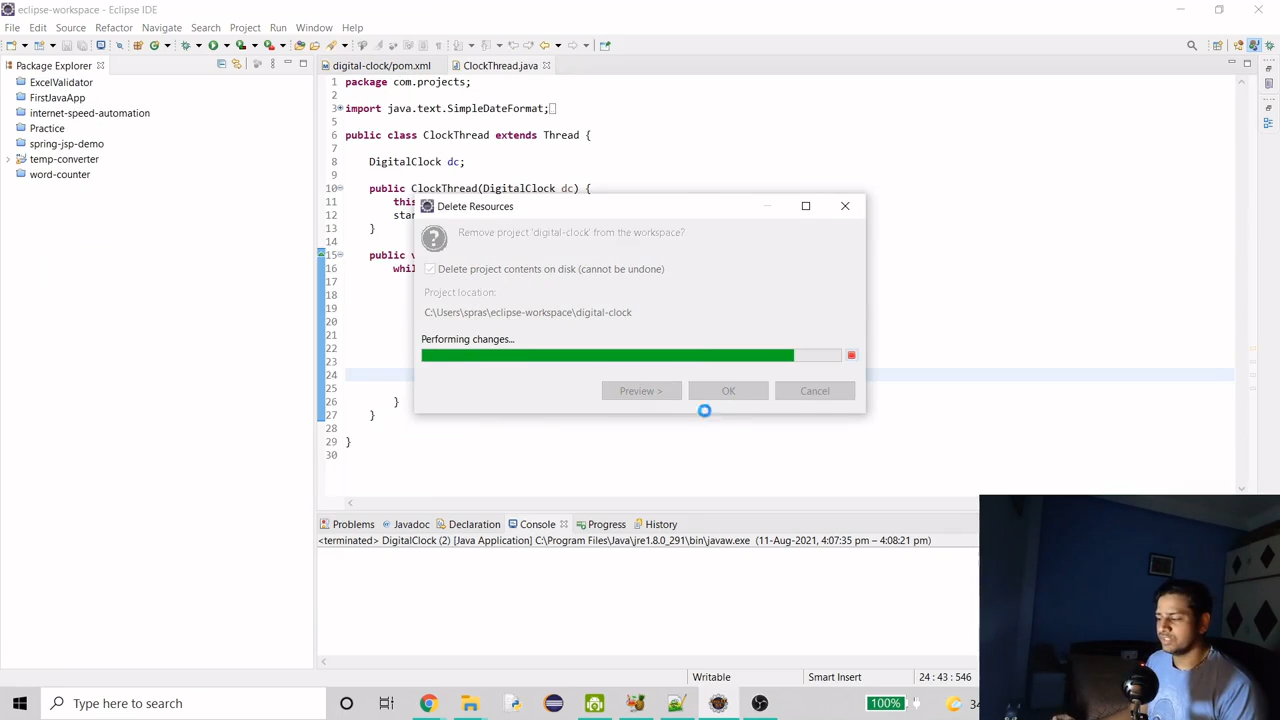 eclipse-workspace - Eclipse IDE
File Edit Source Refactor Navigate Search Project Run Window Help
Package Explorer
ExcelValidator
FirstJavaApp
internet-speed-automation
Practice
spring-jsp-demo
temp-converter
word-counter
digital-clock/pom.xml
ClockThread.java
1 package com.projects;
2
3 import java.text.SimpleDateFormat;
5
6 public class ClockThread extends Thread {
7
8 DigitalClock dc;
9
10 public ClockThread(DigitalClock dc) {
11 this
12 star
13 }
14
15 public v
16 whil
17
18
19
20
21
22
23
24
25
26 }
27 }
28
29 }
30
Delete Resources
Remove project 'digital-clock' from the workspace?
Delete project contents on disk (cannot be undone)
Project location:
C:\Users\spras\eclipse-workspace\digital-clock
Performing changes...
Preview > OK Cancel
Problems Javadoc Declaration Console Progress History
<terminated> DigitalClock (2) [Java Application] C:\Program Files\Java\jre1.8.0_291\bin\javaw.exe (11-Aug-2021, 4:07:35 pm – 4:08:21 pm)
Writable Smart Insert 24 : 43 : 546
Type here to search
100%